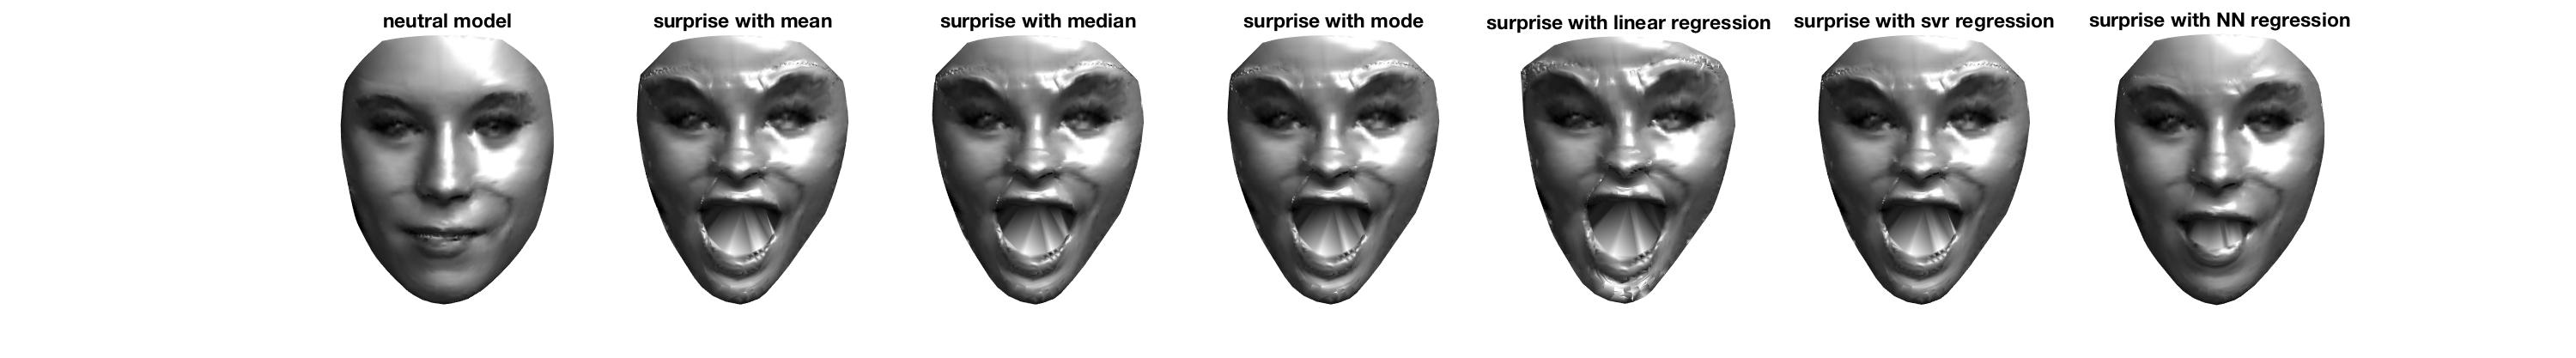 neutral model
surprise with mean
surprise with median
surprise with mode
surprise with linear regression
surprise with svr regression
surprise with NN regression